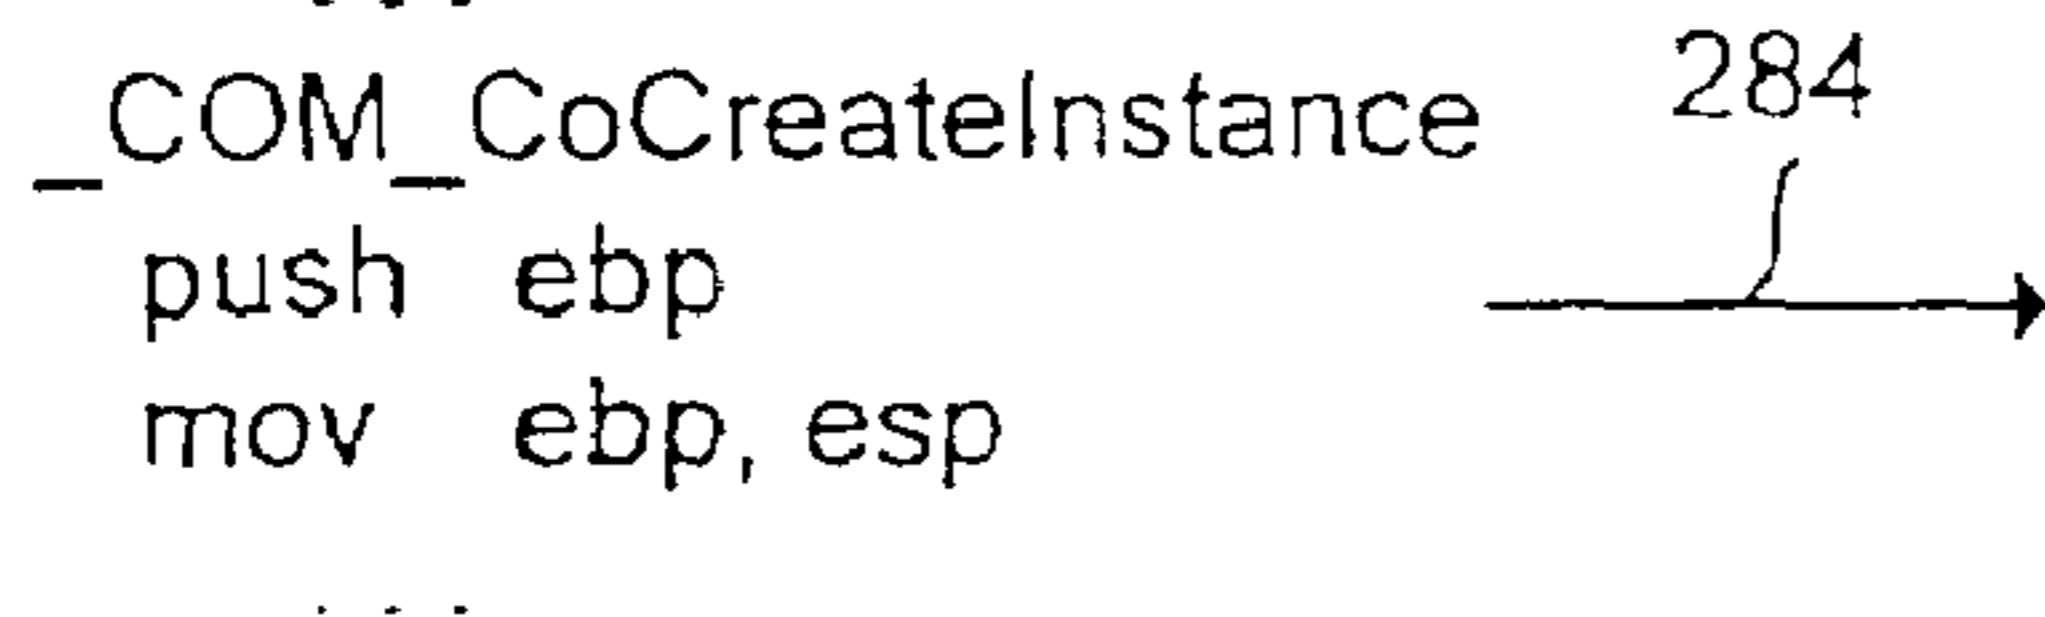 _COM_CoCreateInstance 284
push ebp
mov ebp, esp
. . .